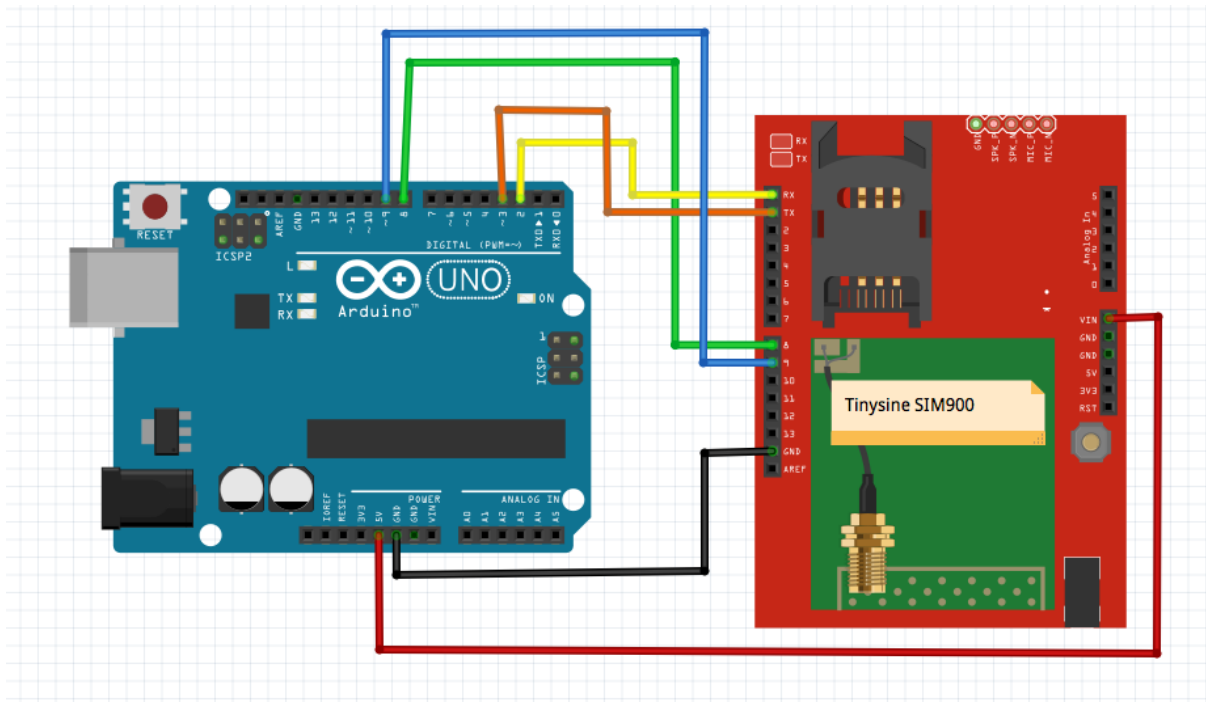 RESET
ICSP2
AREF
GND
13
12
~11
~10
~9
8
7
~6
~5
4
~3
2
TXD▶1
RXD◀0
DIGITAL (PWM=~)
L
TX
RX
Arduino™
UNO
ON
1
ICSP
POWER
ANALOG IN
IOREF
RESET
3V3
5V
GND
GND
VIN
A0
A1
A2
A3
A4
A5
RX
TX
RX
TX
2
3
4
5
6
7
8
9
10
11
12
13
GND
AREF
GND
SPK_P
SPK_N
MIC_P
MIC_N
5
4
3
2
1
0
Analog In
VIN
GND
GND
5V
3V3
RST
Tinysine SIM900